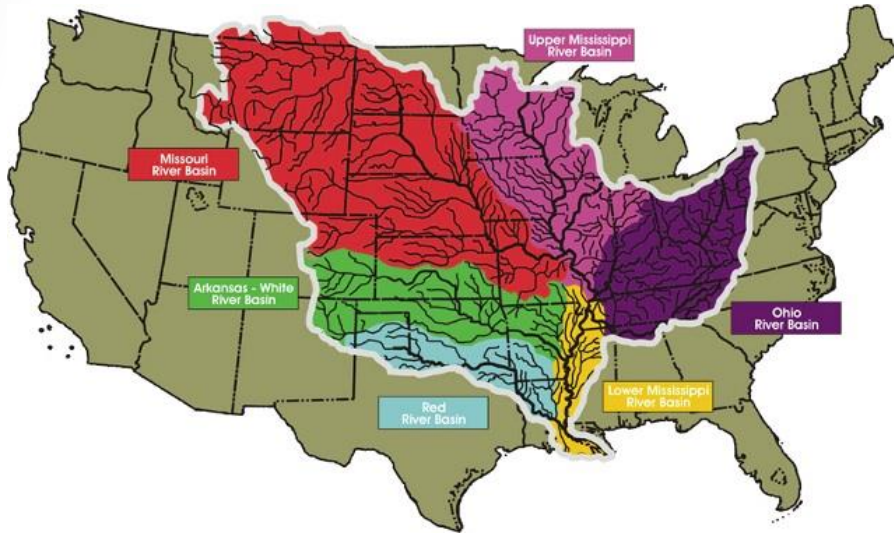 Upper Mississippi
River Basin
Missouri
River Basin
Arkansas - White
River Basin
Ohio
River Basin
Lower Mississippi
River Basin
Red
River Basin